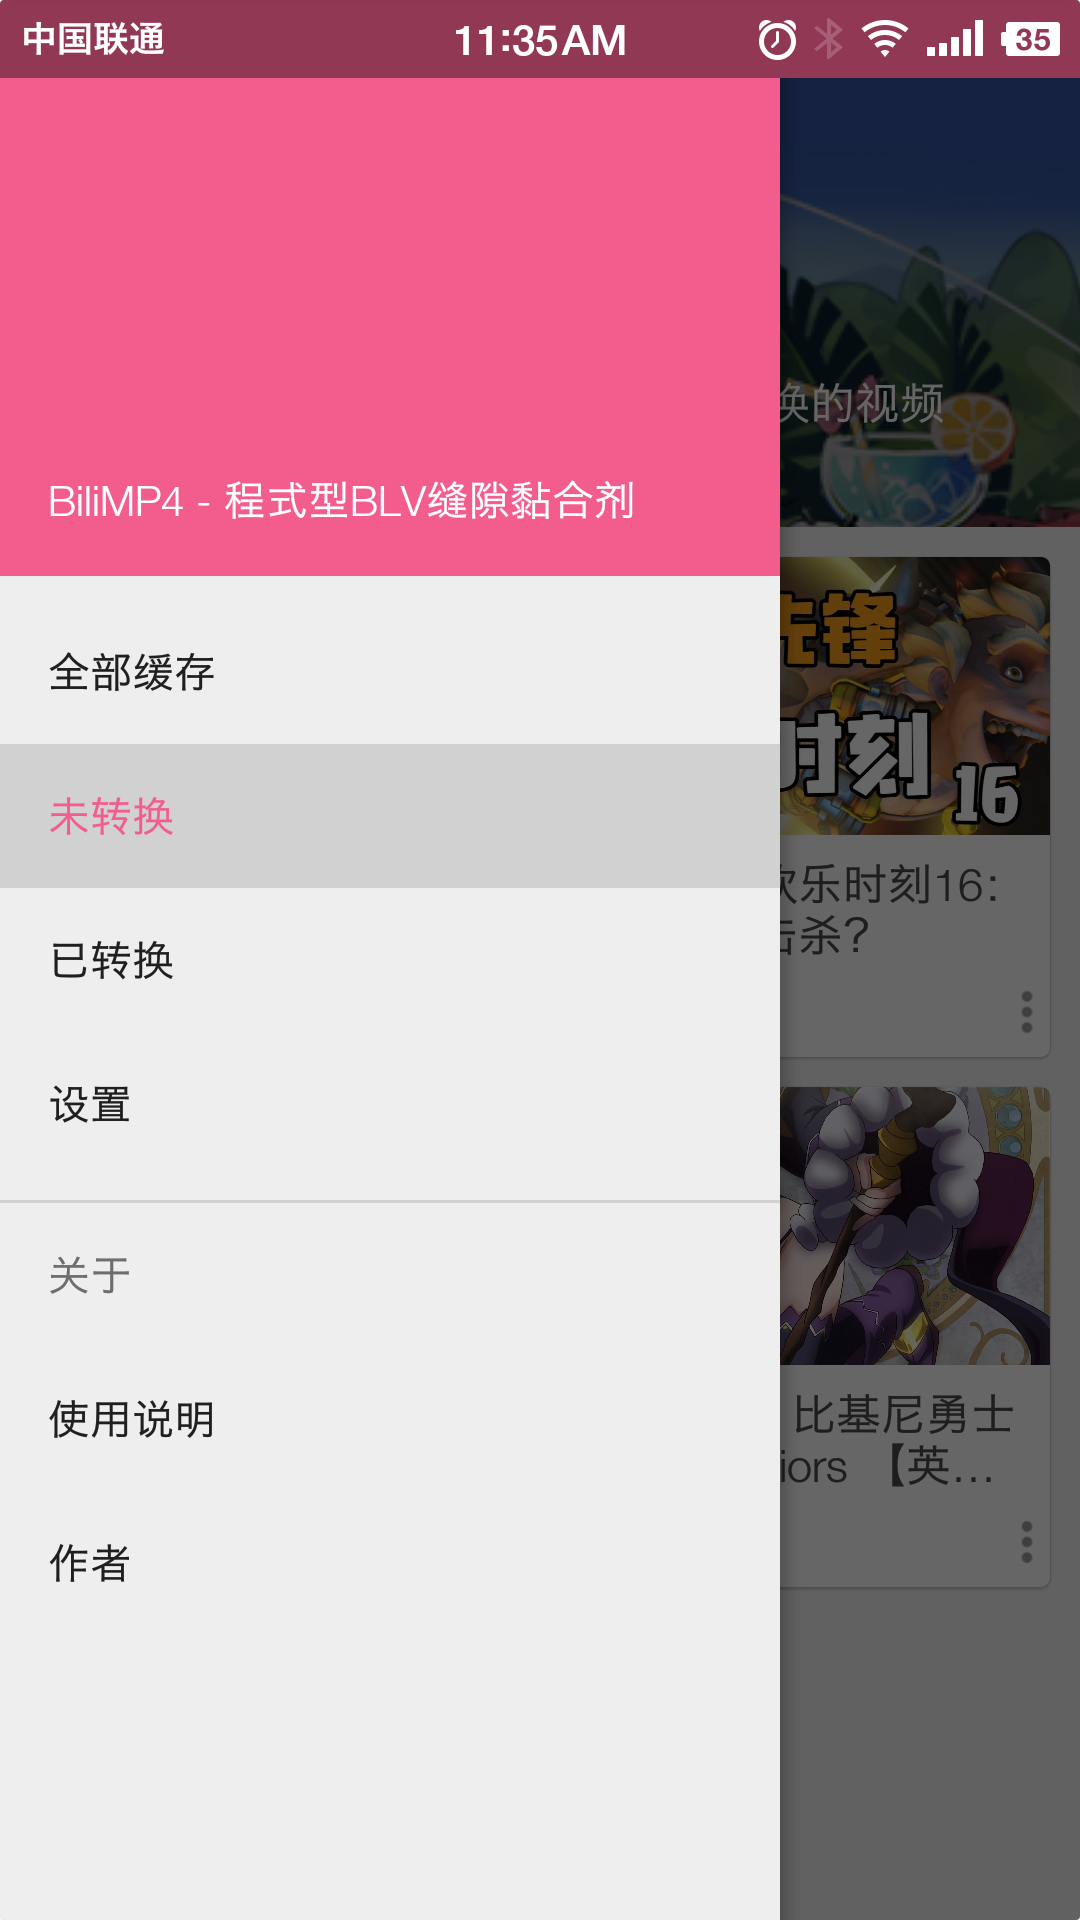 中国联通
11:35AM
35
换的视频
BiliMP4 - 程式型BLV缝隙黏合剂
全部缓存
未转换
已转换
设置
关于
使用说明
作者
先锋
时刻
16
欢乐时刻16:
击杀?
比基尼勇士
iors 【英...